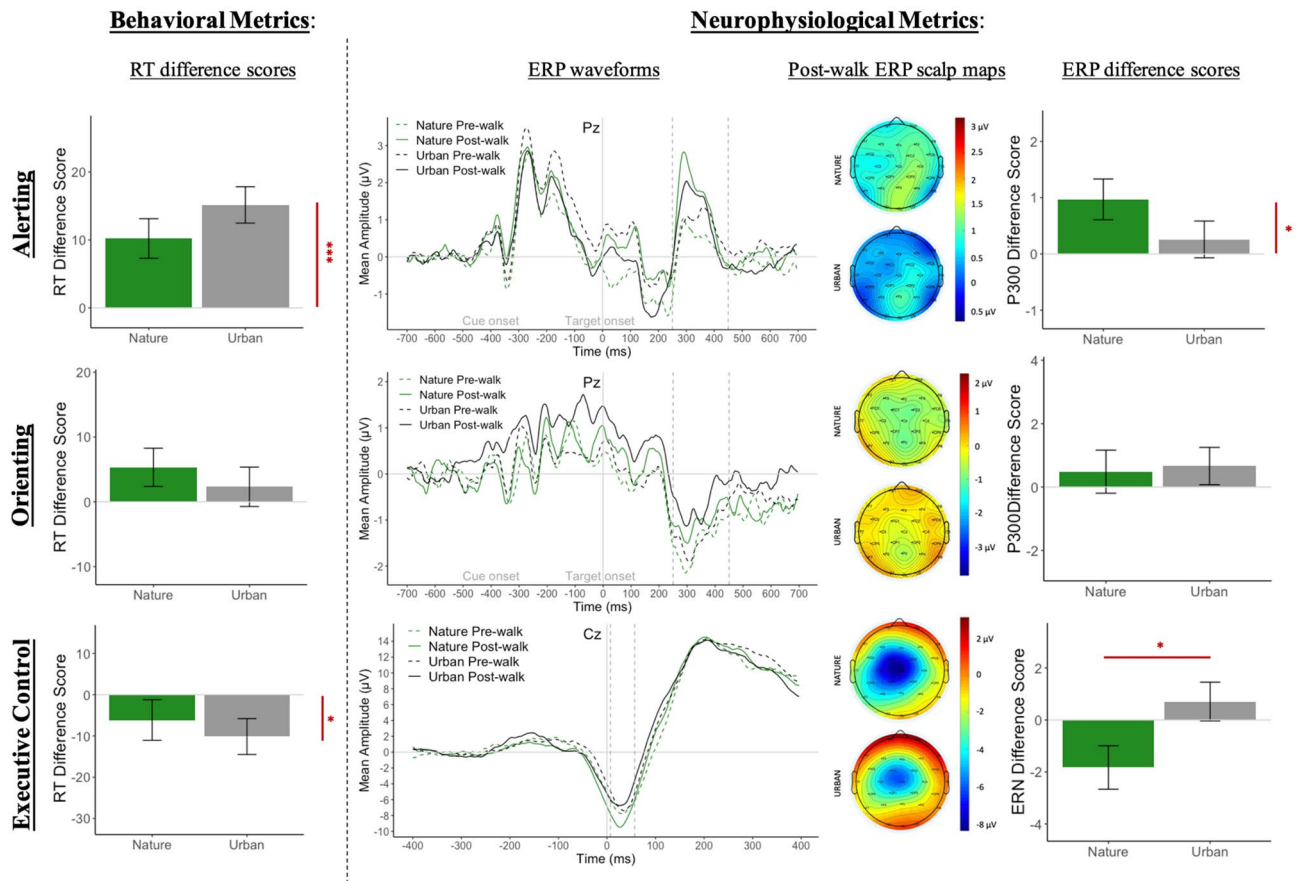 Behavioral Metrics:
Neurophysiological Metrics:
RT difference scores
ERP waveforms
Post-walk ERP scalp maps
ERP difference scores
Alerting
RT Difference Score
20
10
0
Nature
Urban
***
Mean Amplitude (µV)
3
2
1
0
-1
Nature Pre-walk
Nature Post-walk
Urban Pre-walk
Urban Post-walk
Pz
Cue onset
Target onset
-700 -600 -500 -400 -300 -200 -100 0 100 200 300 400 500 600 700
Time (ms)
NATURE
URBAN
3 µV
2.5
2
1.5
1
0.5 µV
P300 Difference Score
2
1
0
-1
Nature
Urban
*
Orienting
RT Difference Score
20
10
0
-10
Nature
Urban
Mean Amplitude (µV)
2
1
0
-1
-2
Nature Pre-walk
Nature Post-walk
Urban Pre-walk
Urban Post-walk
Pz
Cue onset
Target onset
-700 -600 -500 -400 -300 -200 -100 0 100 200 300 400 500 600 700
Time (ms)
NATURE
URBAN
2 µV
1
0
-1
-2
-3 µV
P300Difference Score
4
2
0
-2
Nature
Urban
Executive Control
RT Difference Score
10
0
-10
-20
-30
Nature
Urban
*
Mean Amplitude (µV)
14
12
10
8
6
4
2
0
-2
-4
-6
-8
-10
Nature Pre-walk
Nature Post-walk
Urban Pre-walk
Urban Post-walk
Cz
-400 -200 0 200 400
Time (ms)
NATURE
URBAN
2 µV
0
-2
-4
-6
-8 µV
ERN Difference Score
2
0
-2
-4
*
Nature
Urban